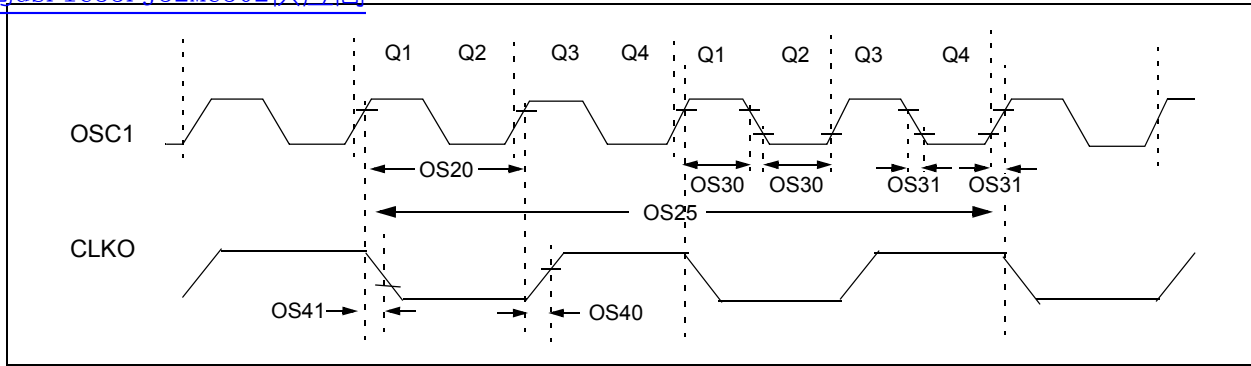 Q1 Q2 Q3 Q4 Q1 Q2 Q3 Q4
OSC1
OS20
OS30 OS30
OS31 OS31
OS25
CLKO
OS41
OS40